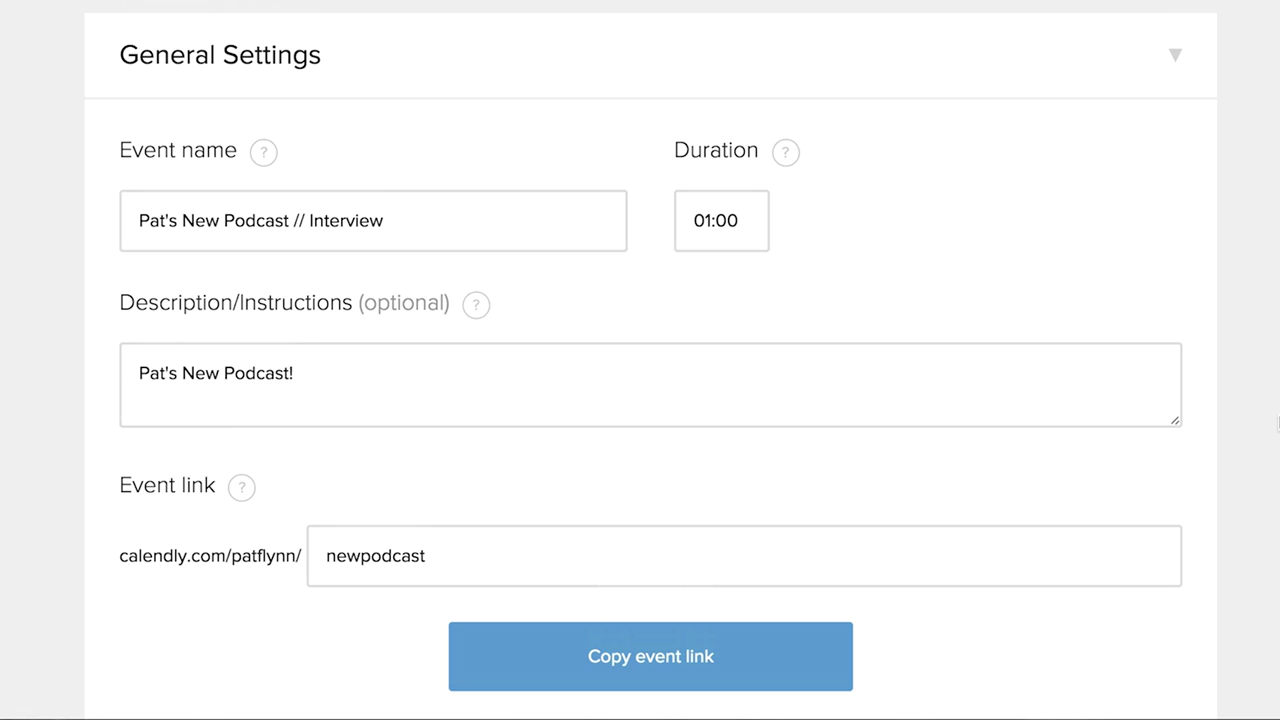 General Settings
Event name ?
Duration ?
Pat's New Podcast // Interview
01:00
Description/Instructions (optional) ?
Pat's New Podcast!
Event link ?
calendly.com/patflynn/ newpodcast
Copy event link